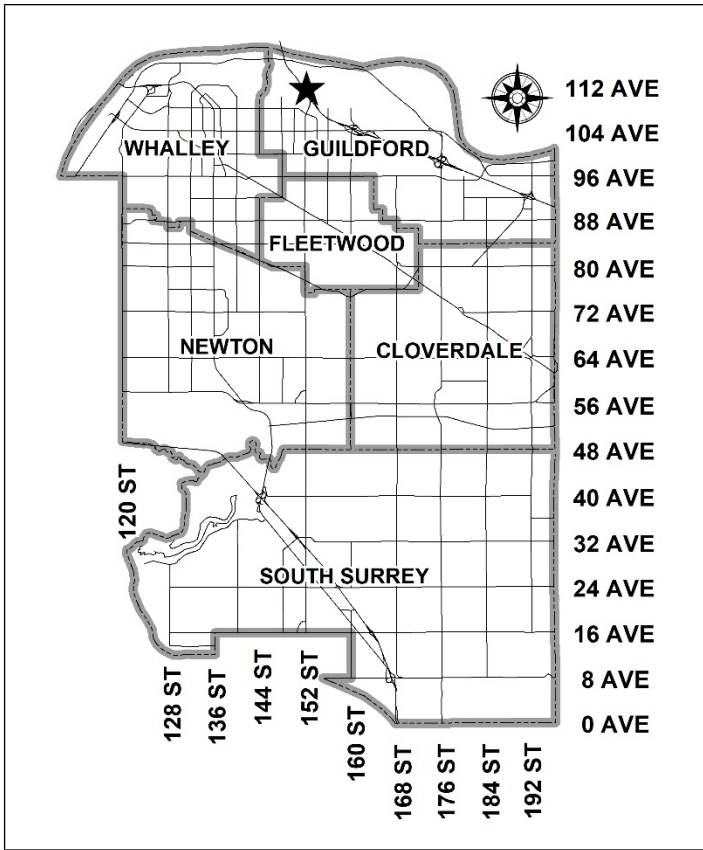 112 AVE
104 AVE
WHALLEY
GUILDFORD
96 AVE
88 AVE
FLEETWOOD
80 AVE
72 AVE
NEWTON
CLOVERDALE
64 AVE
56 AVE
48 AVE
120 ST
40 AVE
32 AVE
SOUTH SURREY
24 AVE
16 AVE
8 AVE
0 AVE
128 ST
136 ST
144 ST
152 ST
160 ST
168 ST
176 ST
184 ST
192 ST